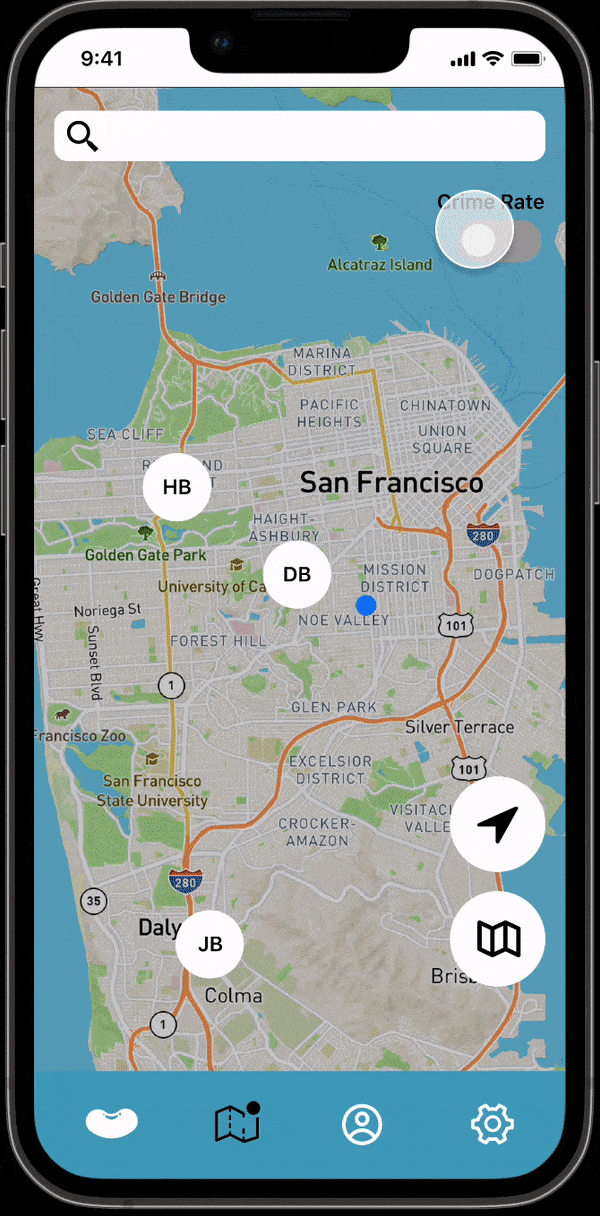 9:41
Crime Rate
Alcatraz Island
Golden Gate Bridge
MARINA
DISTRICT
PACIFIC
HEIGHTS
CHINATOWN
UNION
SQUARE
SEA CLIFF
HB
San Francisco
HAIGHT-
ASHBURY
280
Golden Gate Park
DB
University of Ca
MISSION
DISTRICT
DOGPATCH
Great Hwy
Noriega St
NOE VALLEY
101
Sunset Blvd
FOREST HILL
1
GLEN PARK
Francisco Zoo
Silver Terrace
101
San Francisco
State University
EXCELSIOR
DISTRICT
CROCKER-
AMAZON
VISITAC
VALLE
280
35
Daly
JB
Brisb
Colma
1